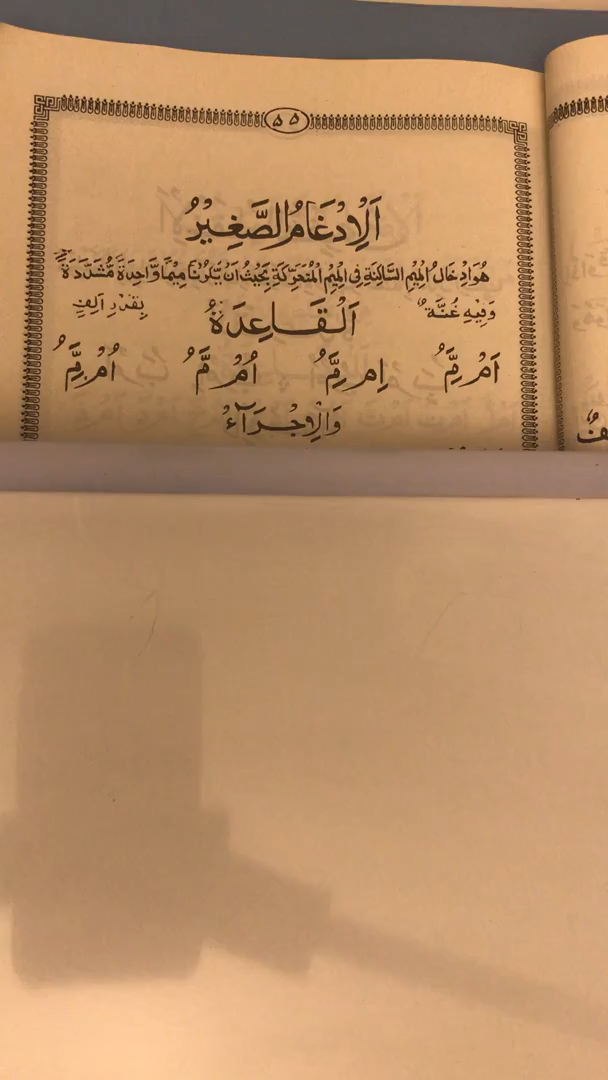 ٥٥
اَلْاِدْغَامُ الصَّغِيْرُ
هُوَ اِدْخَالُ الْمِيْمِ السَّاكِنَةِ فِي الْمِيْمِ الْمُتَحَرِّكَةِ بِحَيْثُ اَنْ يَّكُوْنَا مِيْمًا وَّاحِدَةً مُّشَدَّدَةً
وَفِيْهِ غُنَّةٌ بِقَدْرِ اَلِفٍ
اَلْقَاعِدَةُ
اَمْ مٌِّ اِمْ مٌِّ اُمْ مٌّ اُمْ مٌِّ
وَالْاِجْرَآءُ